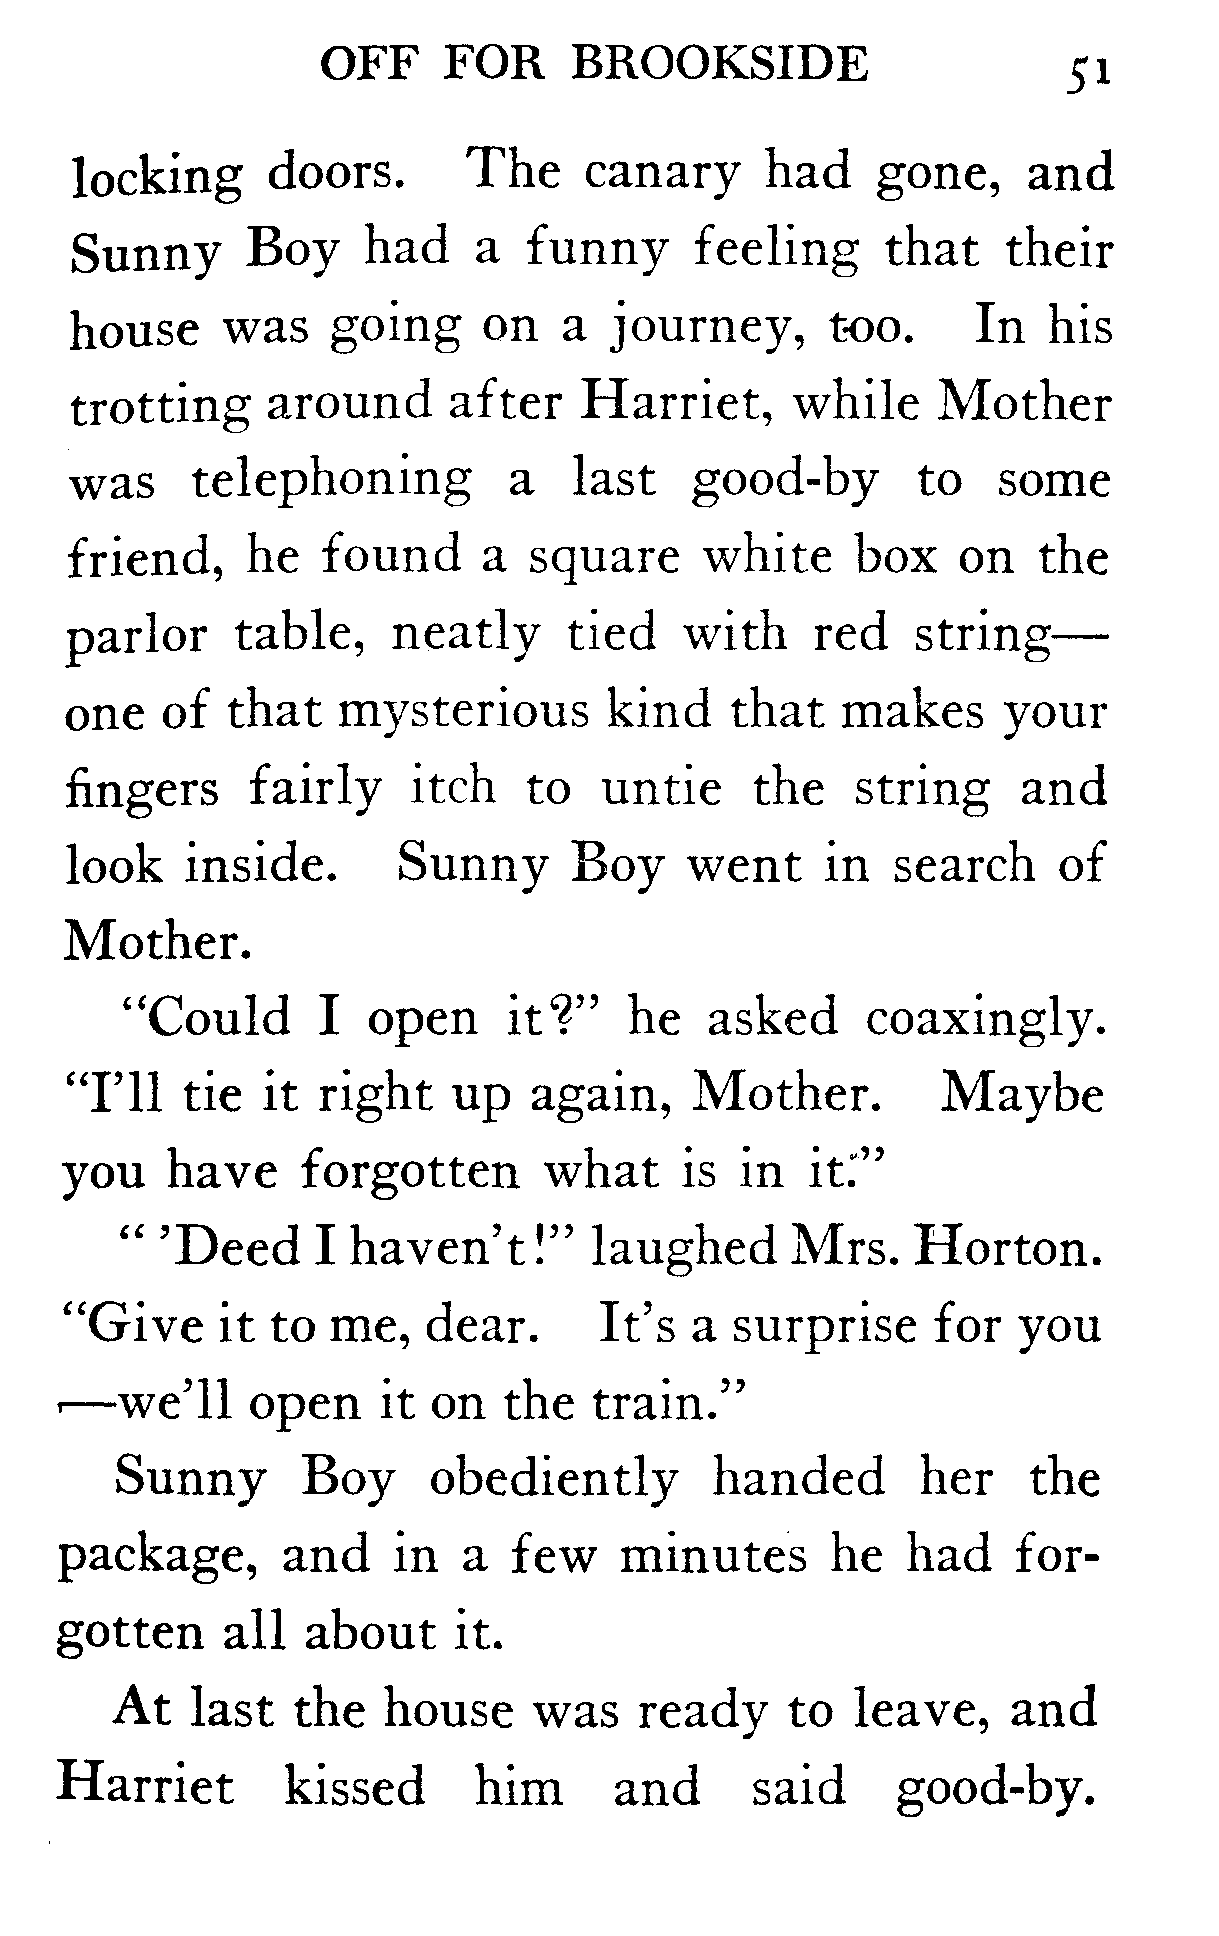 OFF FOR BROOKSIDE 51
locking doors. The canary had gone, and
Sunny Boy had a funny feeling that their
house was going on a journey, too. In his
trotting around after Harriet, while Mother
was telephoning a last good-by to some
friend, he found a square white box on the
parlor table, neatly tied with red string—
one of that mysterious kind that makes your
fingers fairly itch to untie the string and
look inside. Sunny Boy went in search of
Mother.
“Could I open it?” he asked coaxingly.
“I’ll tie it right up again, Mother. Maybe
you have forgotten what is in it.”
“ ’Deed I haven’t!” laughed Mrs. Horton.
“Give it to me, dear. It’s a surprise for you
—we’ll open it on the train.”
Sunny Boy obediently handed her the
package, and in a few minutes he had for-
gotten all about it.
At last the house was ready to leave, and
Harriet kissed him and said good-by.